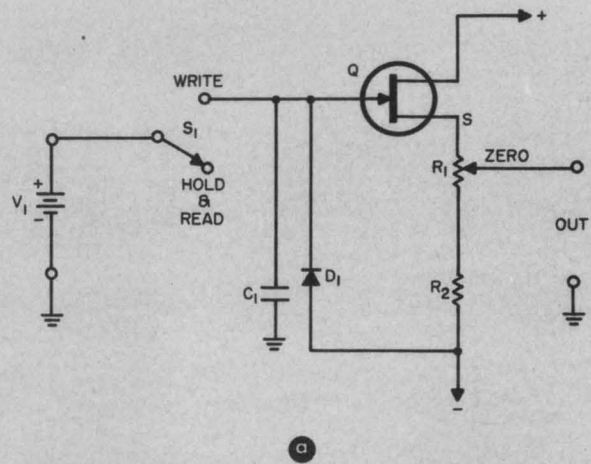 +
Q
WRITE
S
S1
R1
ZERO
HOLD
&
READ
+
V1
-
OUT
C1
D1
R2
-
a